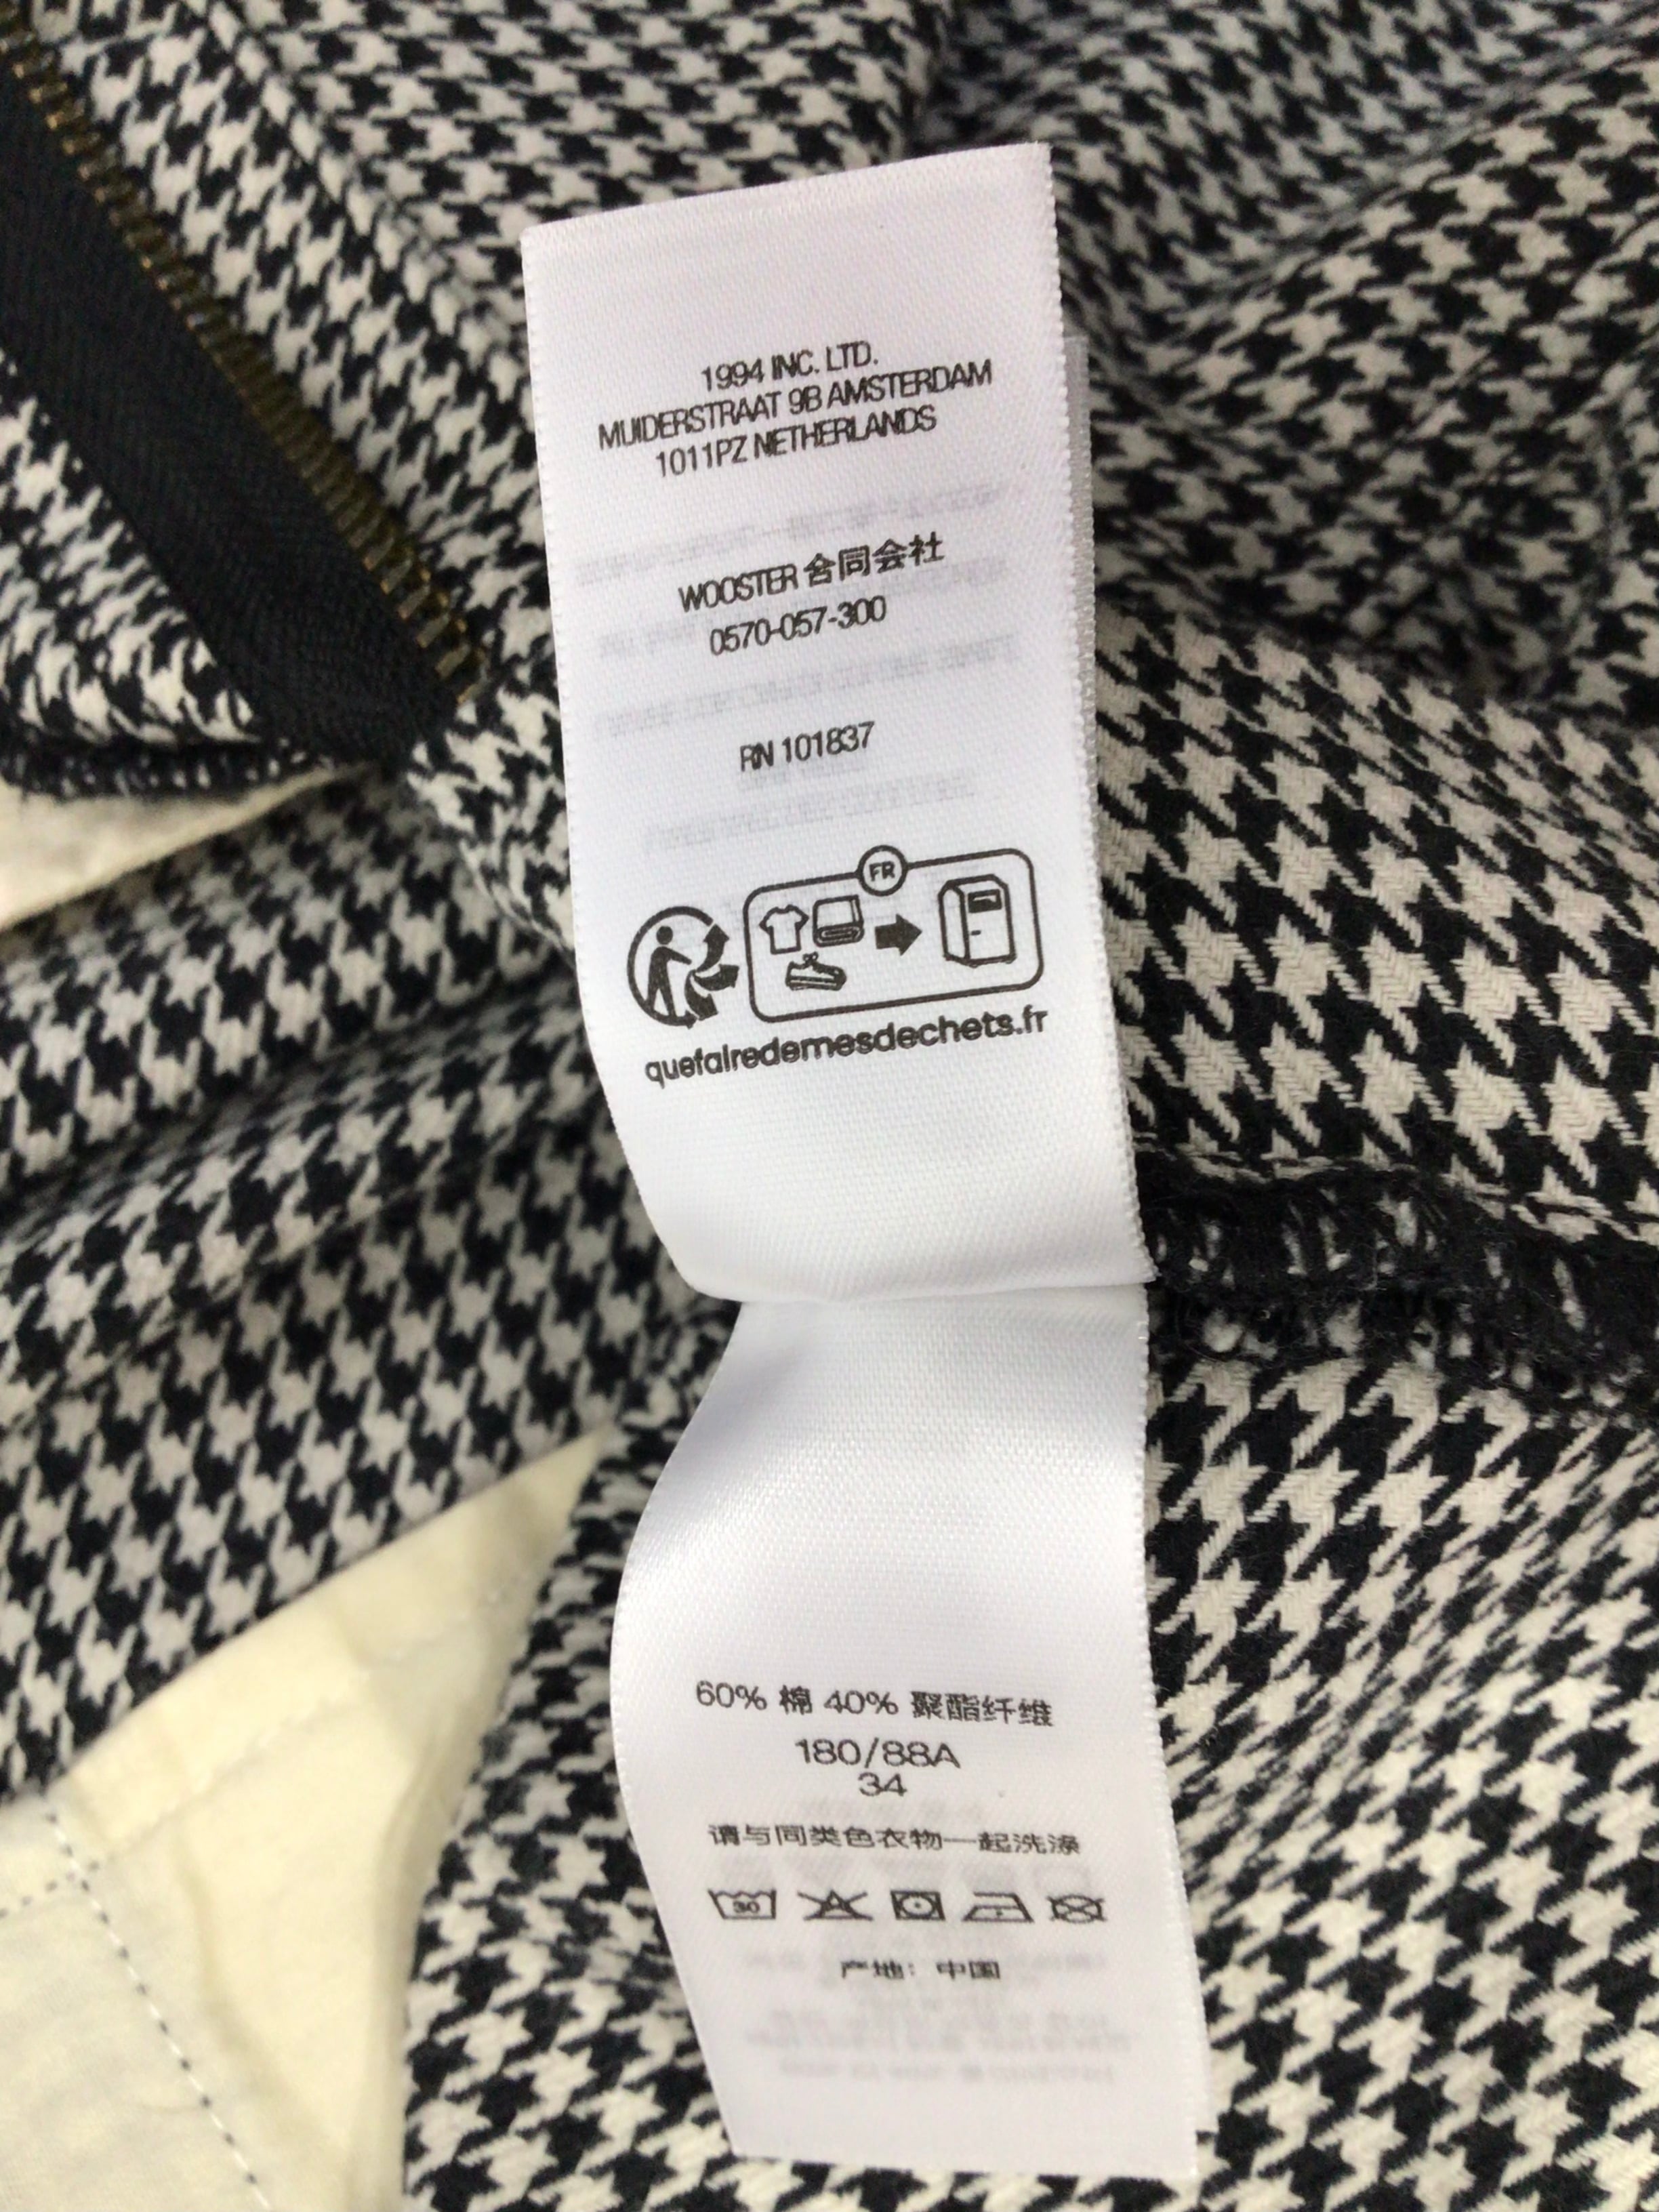 1994 INC. LTD.
MUIDERSTRAAT 9B AMSTERDAM
1011PZ NETHERLANDS
WOOSTER 合同会社
0570-057-300
RN 101837
FR
quefairedemesdechets.fr
60% 棉 40% 聚酯纤维
180/88A
34
请与同类色衣物一起洗涤
30
产地：中国